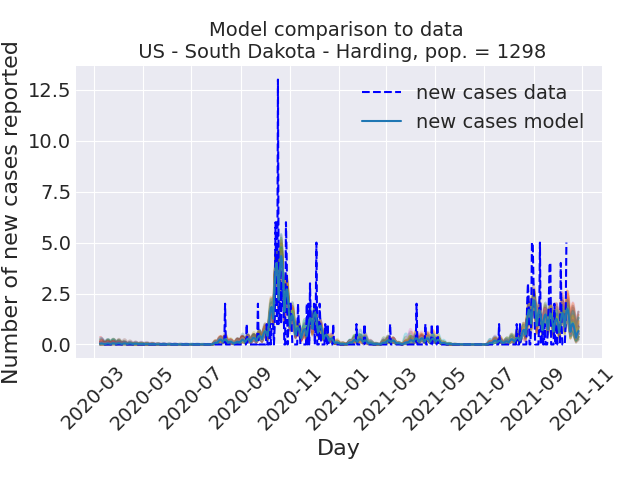 Model comparison to data
US - South Dakota - Harding, pop. = 1298
Number of new cases reported
12.5
10.0
7.5
5.0
2.5
0.0
new cases data
new cases model
2020-03
2020-05
2020-07
2020-09
2020-11
2021-01
2021-03
2021-05
2021-07
2021-09
2021-11
Day